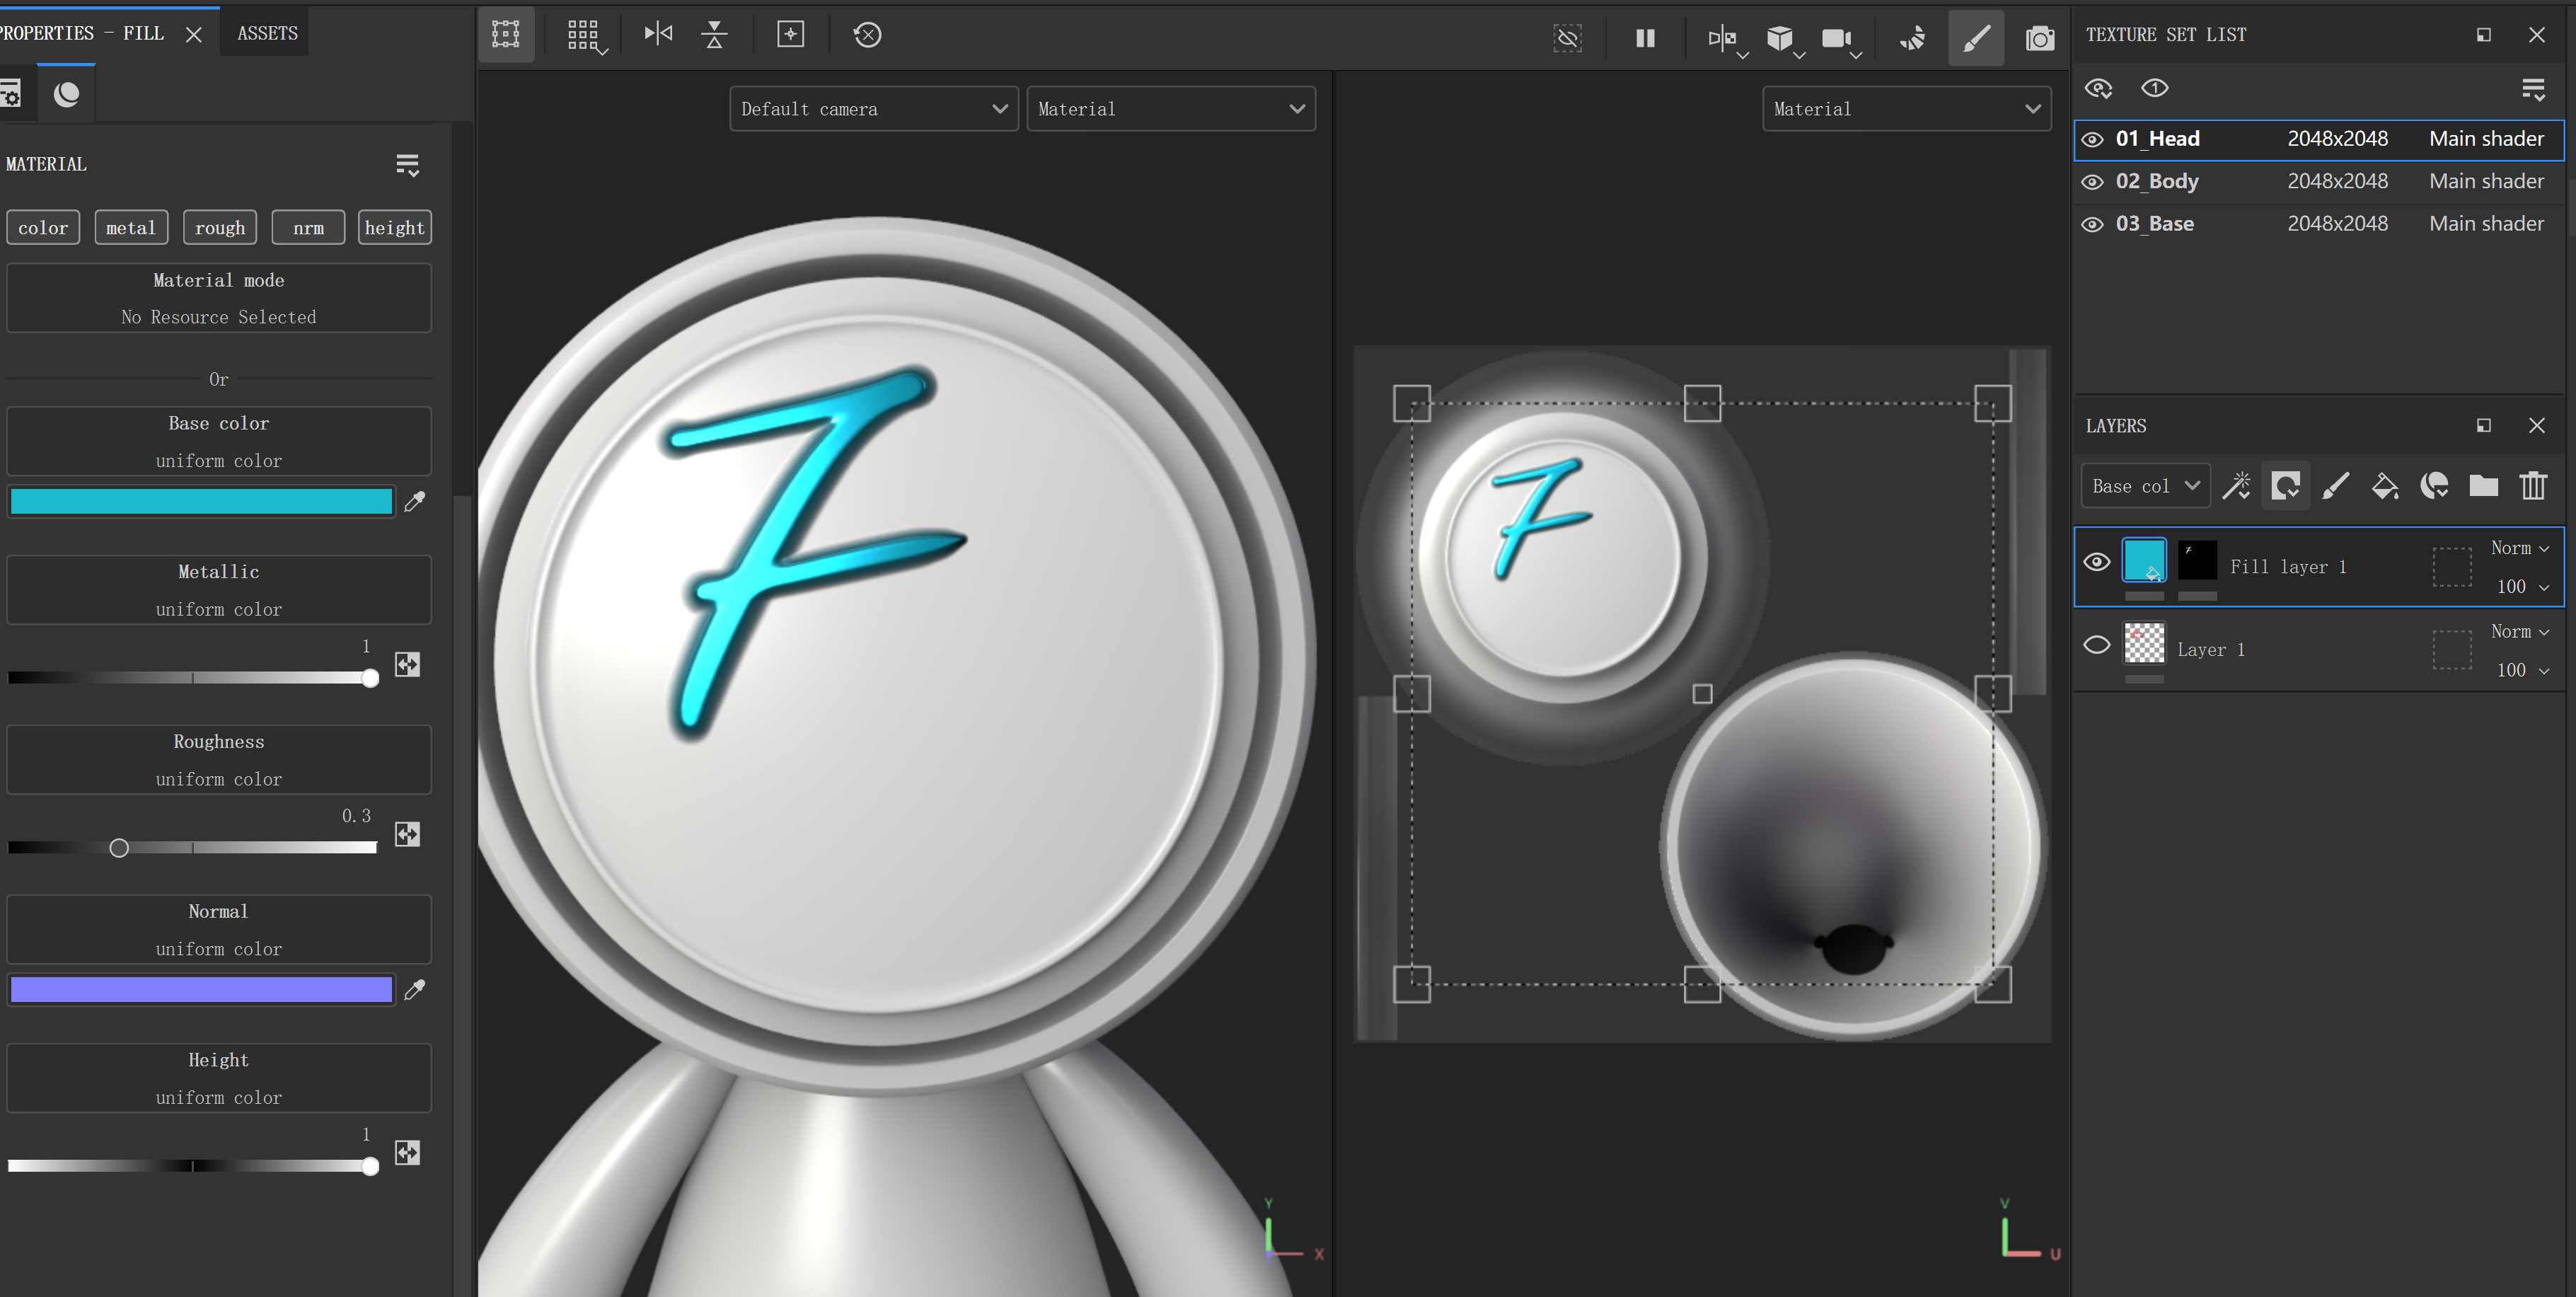 PROPERTIES - FILL
ASSETS
MATERIAL
color metal rough nrm height
Material mode
No Resource Selected
Or
Base color
uniform color
Metallic
uniform color
1
Roughness
uniform color
0.3
Normal
uniform color
Height
uniform color
1
Default camera
Material
Y
X
Material
V
U
TEXTURE SET LIST
1
01_Head 2048x2048 Main shader
02_Body 2048x2048 Main shader
03_Base 2048x2048 Main shader
LAYERS
Base col
Fill layer 1
Norm
100
Layer 1
Norm
100